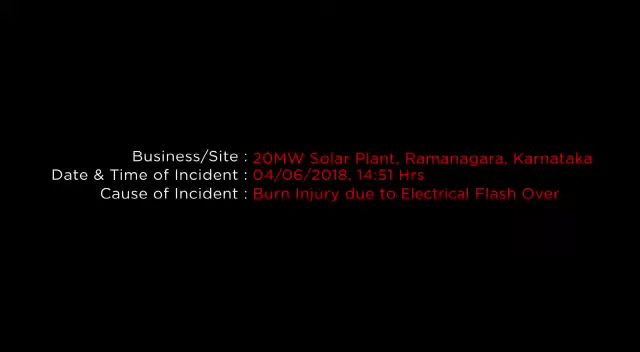 Business/Site : 20MW Solar Plant, Ramanagara, Karnataka
Date & Time of Incident : 04/06/2018, 14:51 Hrs
Cause of Incident : Burn Injury due to Electrical Flash Over